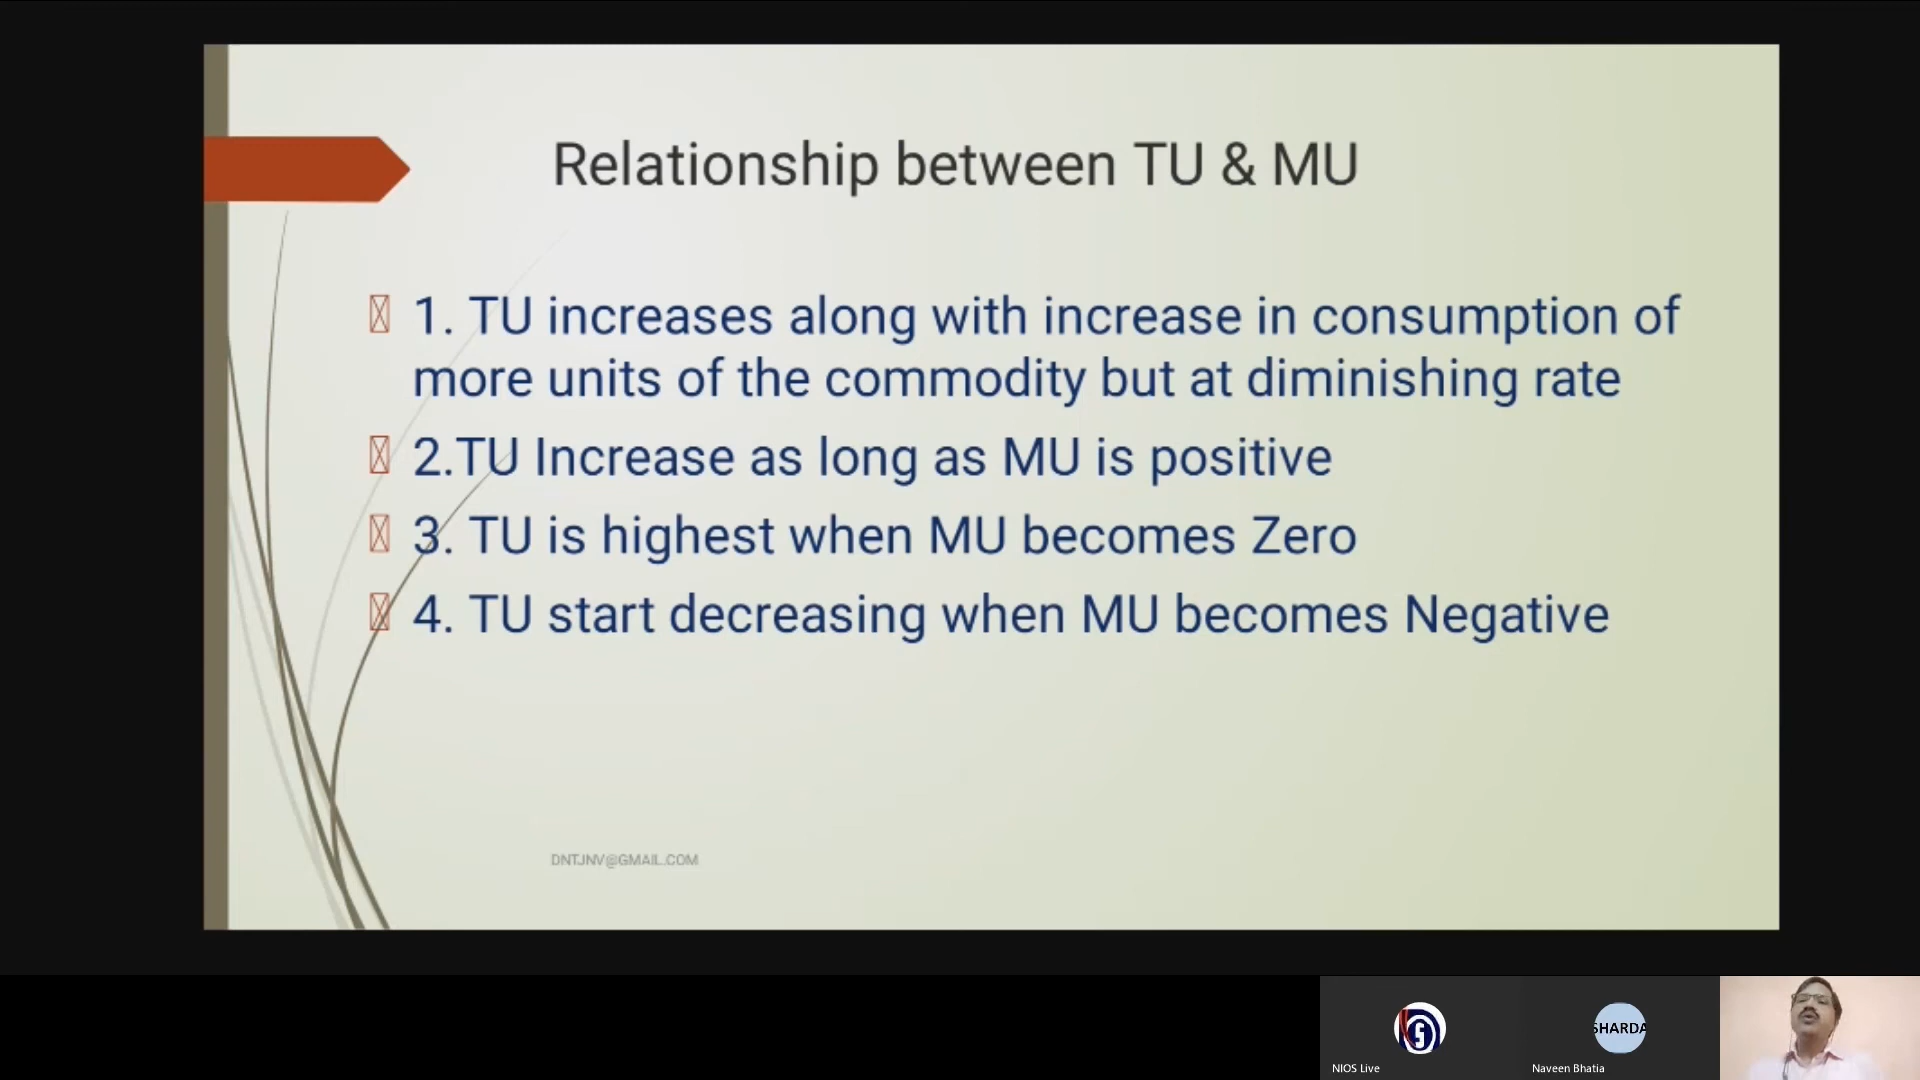 Relationship between TU & MU
1. TU increases along with increase in consumption of
more units of the commodity but at diminishing rate
2.TU Increase as long as MU is positive
3. TU is highest when MU becomes Zero
4. TU start decreasing when MU becomes Negative
DNTJNV@GMAIL.COM
SHARDA
NIOS Live
Naveen Bhatia